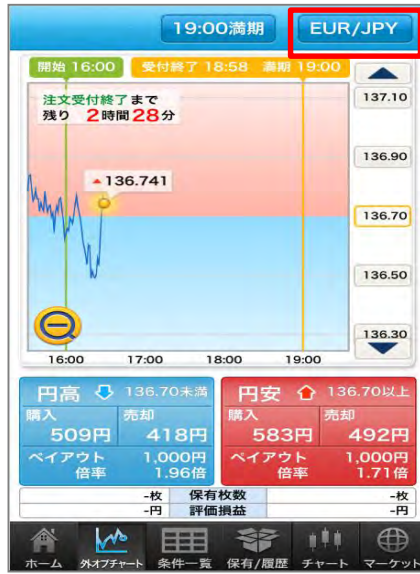 19:00満期 EUR/JPY
開始 16:00 受付終了 18:58 満期 19:00
注文受付終了まで
残り 2時間28分
137.10
136.741
136.90
136.70
136.50
136.30
16:00 17:00 18:00 19:00
円高 136.70未満 円安 136.70以上
購入 売却 購入 売却
509円 418円 583円 492円
ペイアウト 1,000円 ペイアウト 1,000円
倍率 1.96倍 倍率 1.71倍
-枚 保有枚数 -枚
-円 評価損益 -円
ホーム 外オプチャート 条件一覧 保有/履歴 チャート マーケット